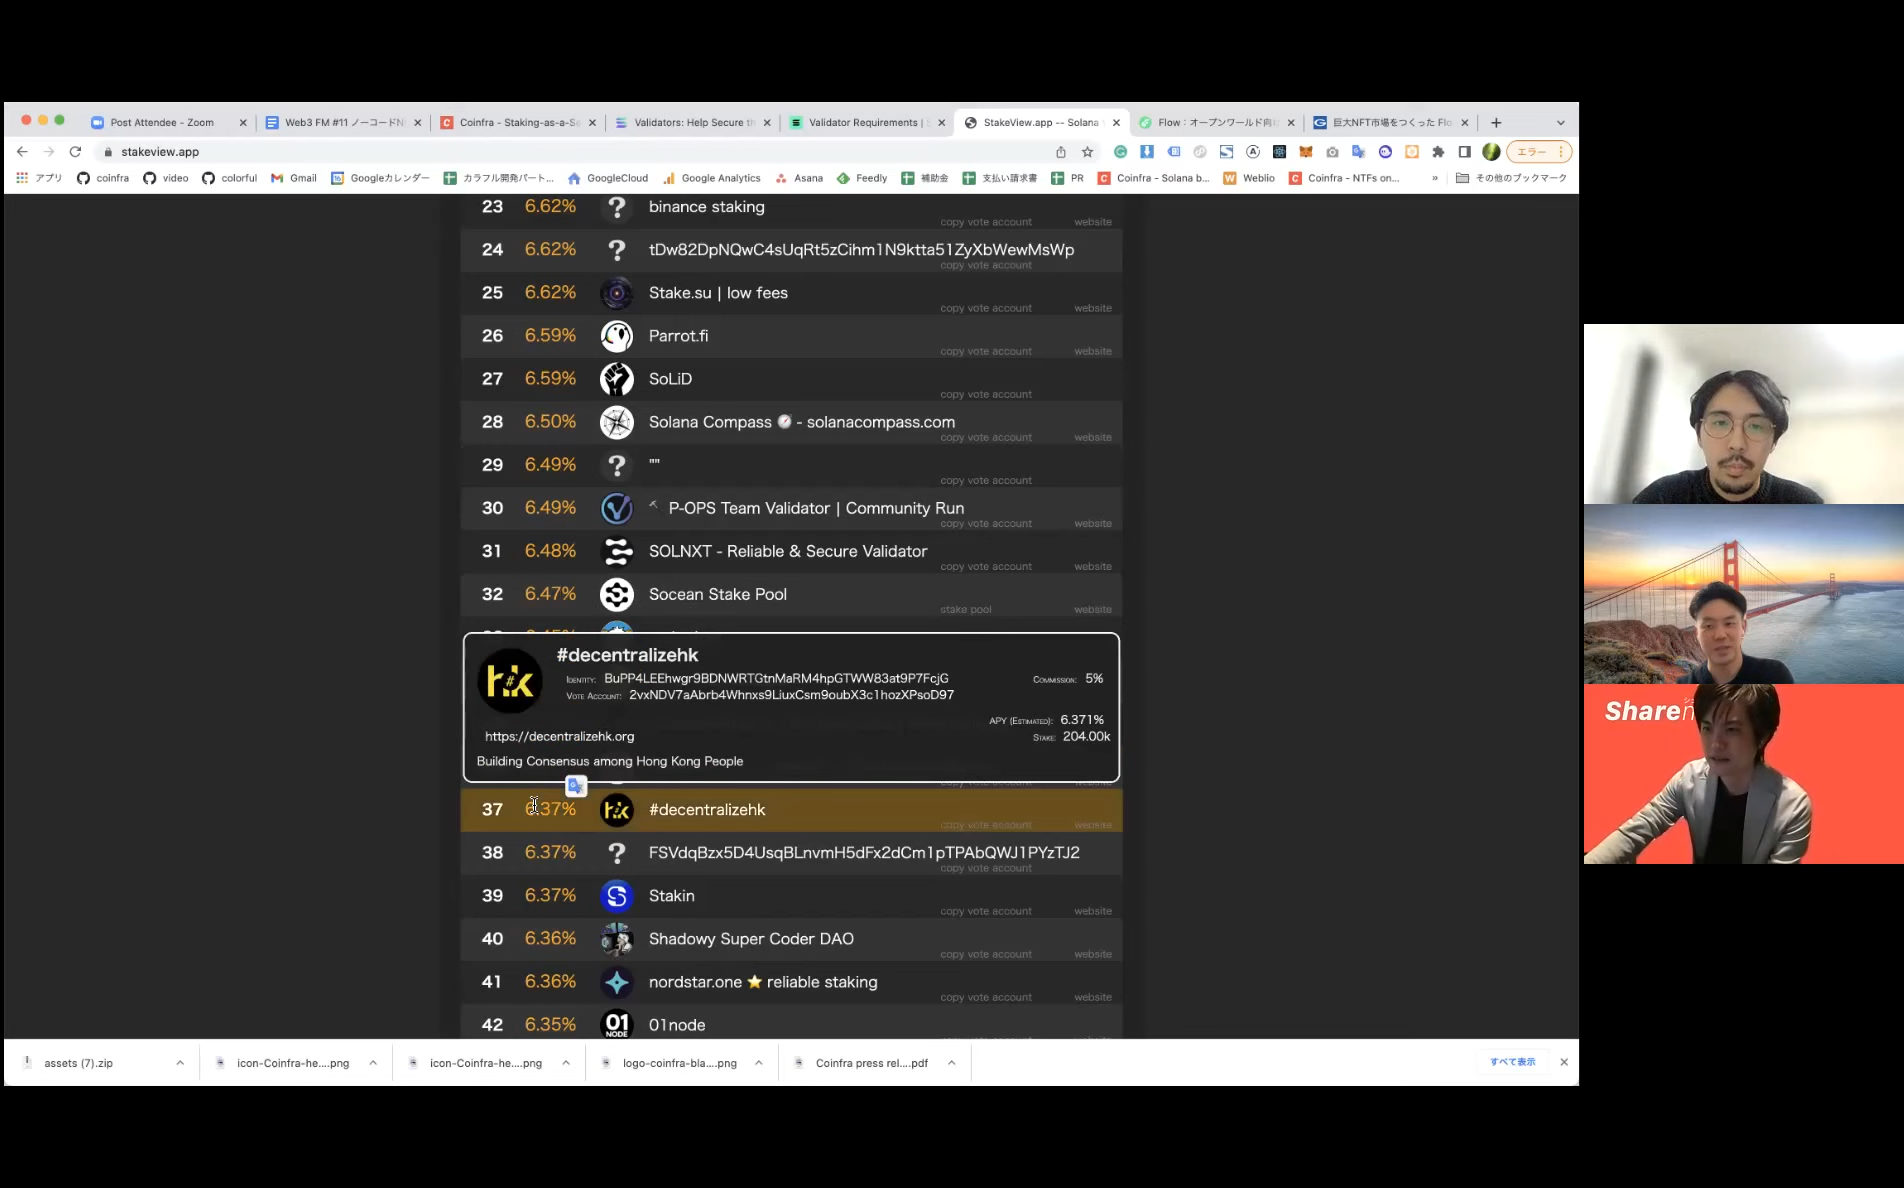 Post Attendee - Zoom
Web3 FM #11 ノーコードN
Coinfra - Staking-as-a-Se
Validators: Help Secure th
Validator Requirements | S
StakeView.app -- Solana
Flow：オープンワールド向け
巨大NFT市場をつくった Flo
stakeview.app
エラー
アプリ
coinfra
video
colorful
Gmail
Googleカレンダー
カラフル開発パート...
GoogleCloud
Google Analytics
Asana
Feedly
補助金
支払い請求書
PR
Coinfra - Solana b...
Weblio
Coinfra - NTFs on...
»
その他のブックマーク
23 6.62% ? binance staking
copy vote account website
24 6.62% ? tDw82DpNQwC4sUqRt5zCihm1N9ktta51ZyXbWewMsWp
copy vote account
25 6.62% Stake.su | low fees
copy vote account website
26 6.59% Parrot.fi
copy vote account website
27 6.59% SoLiD
copy vote account
28 6.50% Solana Compass 🧭 - solanacompass.com
copy vote account website
29 6.49% ? ""
copy vote account
30 6.49% P-OPS Team Validator | Community Run
copy vote account website
31 6.48% SOLNXT - Reliable & Secure Validator
copy vote account website
32 6.47% Socean Stake Pool
stake pool website
#decentralizehk
Identity: BuPP4LEEhwgr9BDNWRTGtnMaRM4hpGTWW83at9P7FcjG
Commission: 5%
Vote Account: 2vxNDV7aAbrb4Whnxs9LiuxCsm9oubX3c1hozXPsoD97
APY (Estimated): 6.371%
https://decentralizehk.org
Stake: 204.00k
Building Consensus among Hong Kong People
37 6.37% #decentralizehk
copy vote account website
38 6.37% ? FSVdqBzx5D4UsqBLnvmH5dFx2dCm1pTPAbQWJ1PYzTJ2
copy vote account
39 6.37% Stakin
copy vote account website
40 6.36% Shadowy Super Coder DAO
copy vote account website
41 6.36% nordstar.one ⭐ reliable staking
copy vote account website
42 6.35% 01node
assets (7).zip
icon-Coinfra-he....png
icon-Coinfra-he....png
logo-coinfra-bla....png
Coinfra press rel....pdf
すべて表示
Share